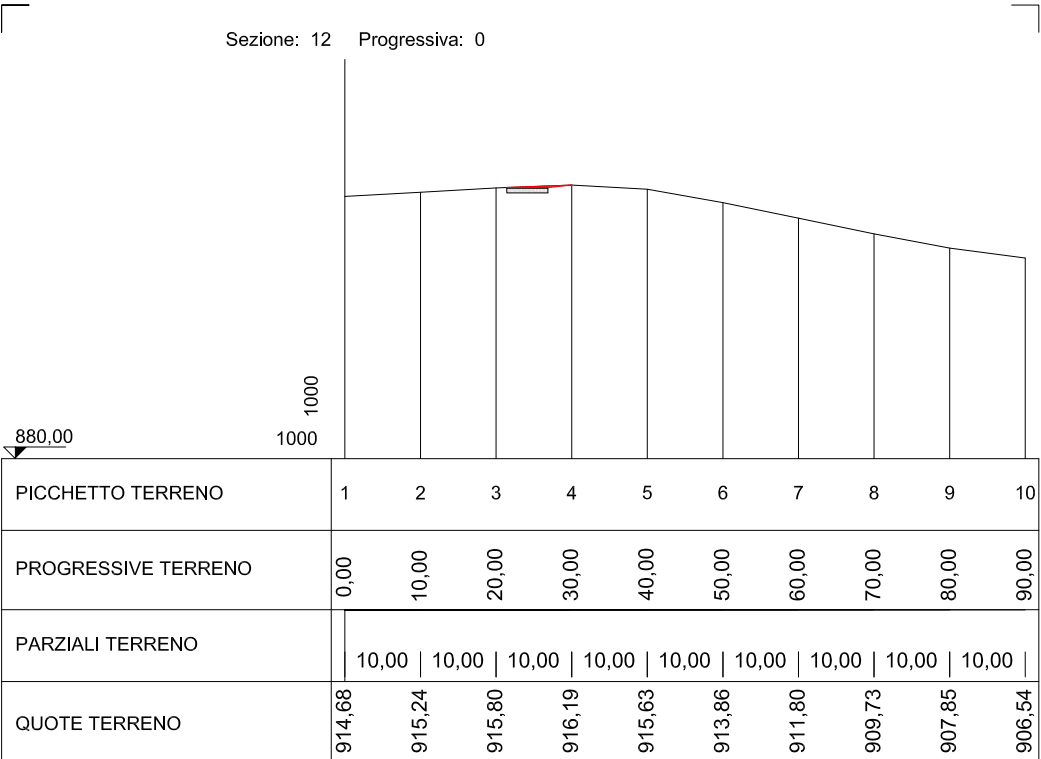 Sezione: 12 Progressiva: 0
1000
880,00
1000
PICCHETTO TERRENO 1 2 3 4 5 6 7 8 9 10
PROGRESSIVE TERRENO 0,00 10,00 20,00 30,00 40,00 50,00 60,00 70,00 80,00 90,00
PARZIALI TERRENO 10,00 10,00 10,00 10,00 10,00 10,00 10,00 10,00 10,00
QUOTE TERRENO 914,68 915,24 915,80 916,19 915,63 913,86 911,80 909,73 907,85 906,54